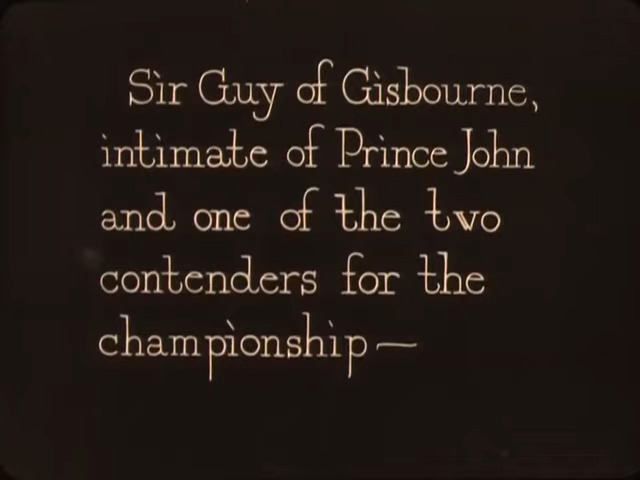 Sir Guy of Gisbourne,
intimate of Prince John
and one of the two
contenders for the
championship—